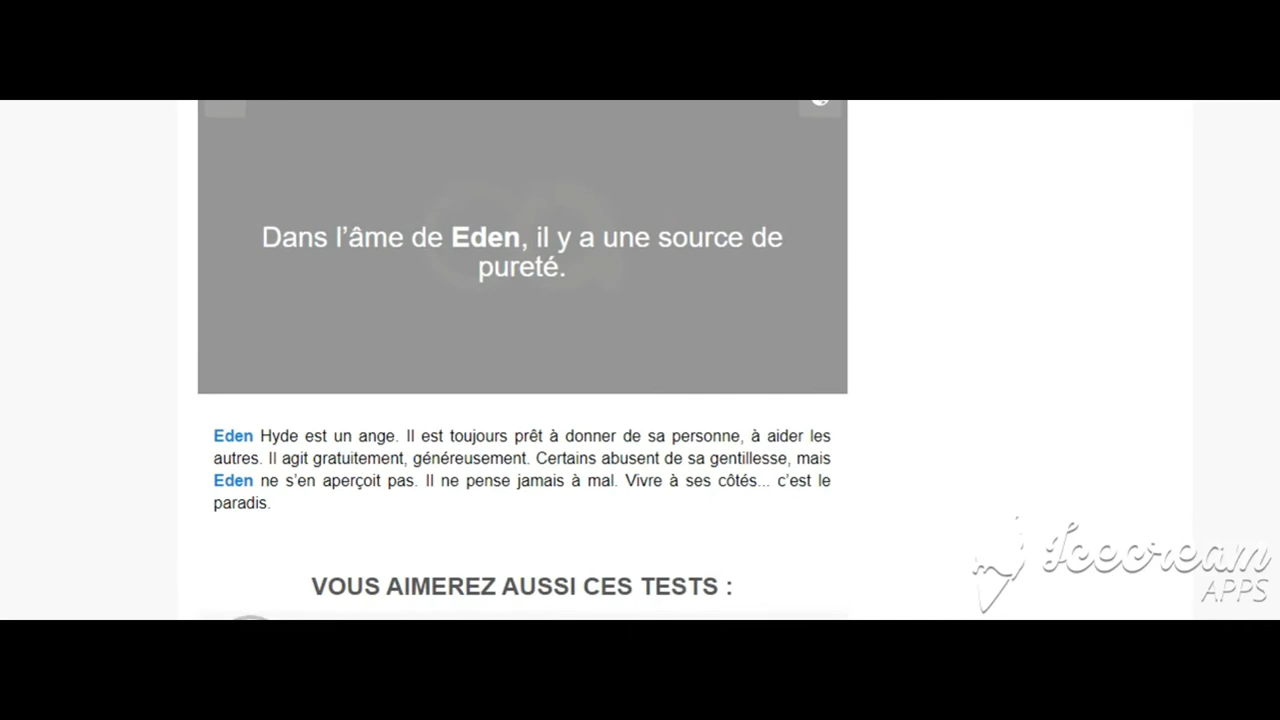 Dans l’âme de Eden, il y a une source de
pureté.
Eden Hyde est un ange. Il est toujours prêt à donner de sa personne, à aider les
autres. Il agit gratuitement, généreusement. Certains abusent de sa gentillesse, mais
Eden ne s’en aperçoit pas. Il ne pense jamais à mal. Vivre à ses côtés... c’est le
paradis.
VOUS AIMEREZ AUSSI CES TESTS :
Icecream
APPS